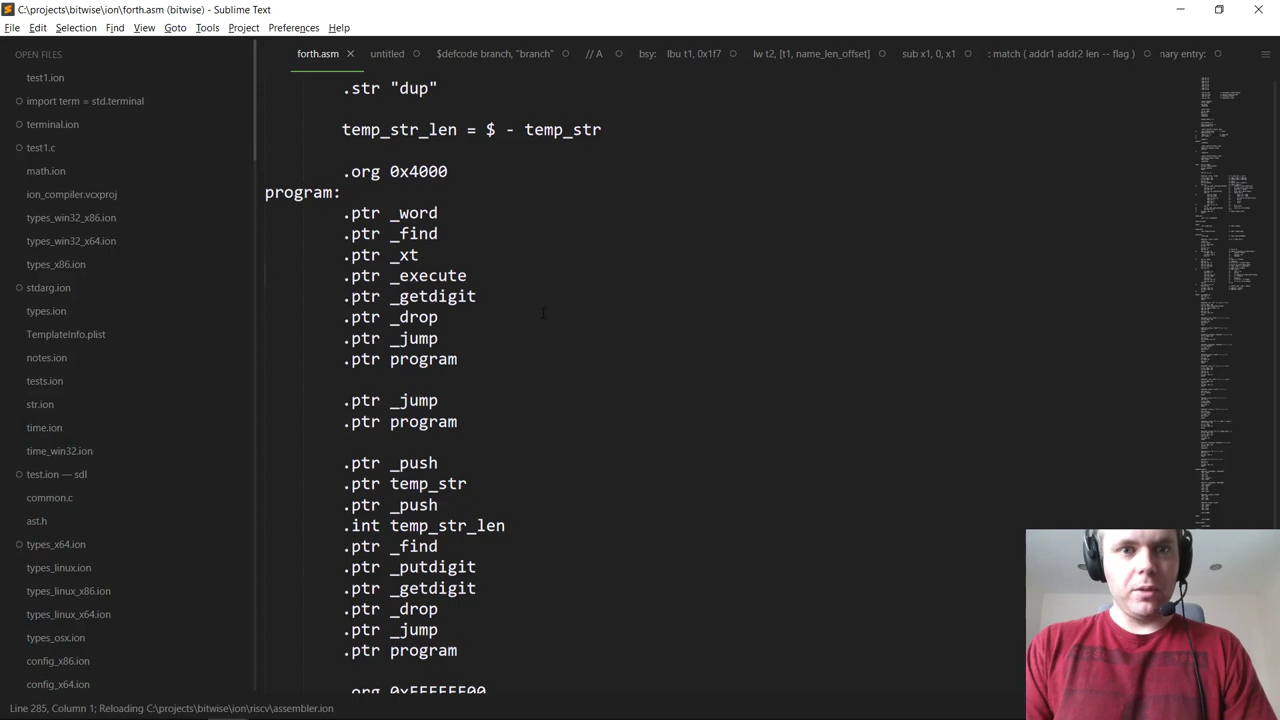 C:\projects\bitwise\ion\forth.asm (bitwise) - Sublime Text
File Edit Selection Find View Goto Tools Project Preferences Help
OPEN FILES
forth.asm untitled $defcode branch, "branch" // A bsy: lbu t1, 0x1f7 lw t2, [t1, name_len_offset] sub x1, 0, x1 : match ( addr1 addr2 len -- flag ) nary entry:
test1.ion
import term = std.terminal
terminal.ion
test1.c
math.ion
ion_compiler.vcxproj
types_win32_x86.ion
types_win32_x64.ion
types_x86.ion
stdarg.ion
types.ion
TemplateInfo.plist
notes.ion
tests.ion
str.ion
time.ion
time_win32.ion
test.ion — sdl
common.c
ast.h
types_x64.ion
types_linux.ion
types_linux_x86.ion
types_linux_x64.ion
types_osx.ion
config_x86.ion
config_x64.ion
.str "dup"
temp_str_len = $ - temp_str
.org 0x4000
program:
.ptr _word
.ptr _find
.ptr _xt
.ptr _execute
.ptr _getdigit
.ptr _drop
.ptr _jump
.ptr program
.ptr _jump
.ptr program
.ptr _push
.ptr temp_str
.ptr _push
.int temp_str_len
.ptr _find
.ptr _putdigit
.ptr _getdigit
.ptr _drop
.ptr _jump
.ptr program
.org 0xFFFFFF00
Line 285, Column 1; Reloading C:\projects\bitwise\ion\riscv\assembler.ion